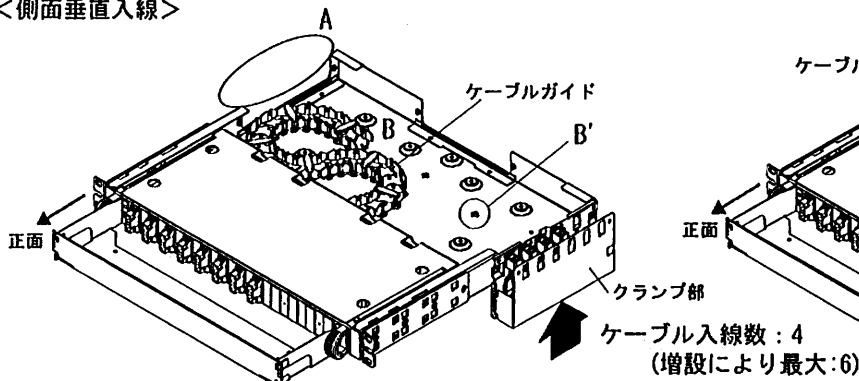 <側面垂直入線>
A
ケーブル
ケーブルガイド
B
B'
正面
正面
クランプ部
ケーブル入線数:4
(増設により最大:6)